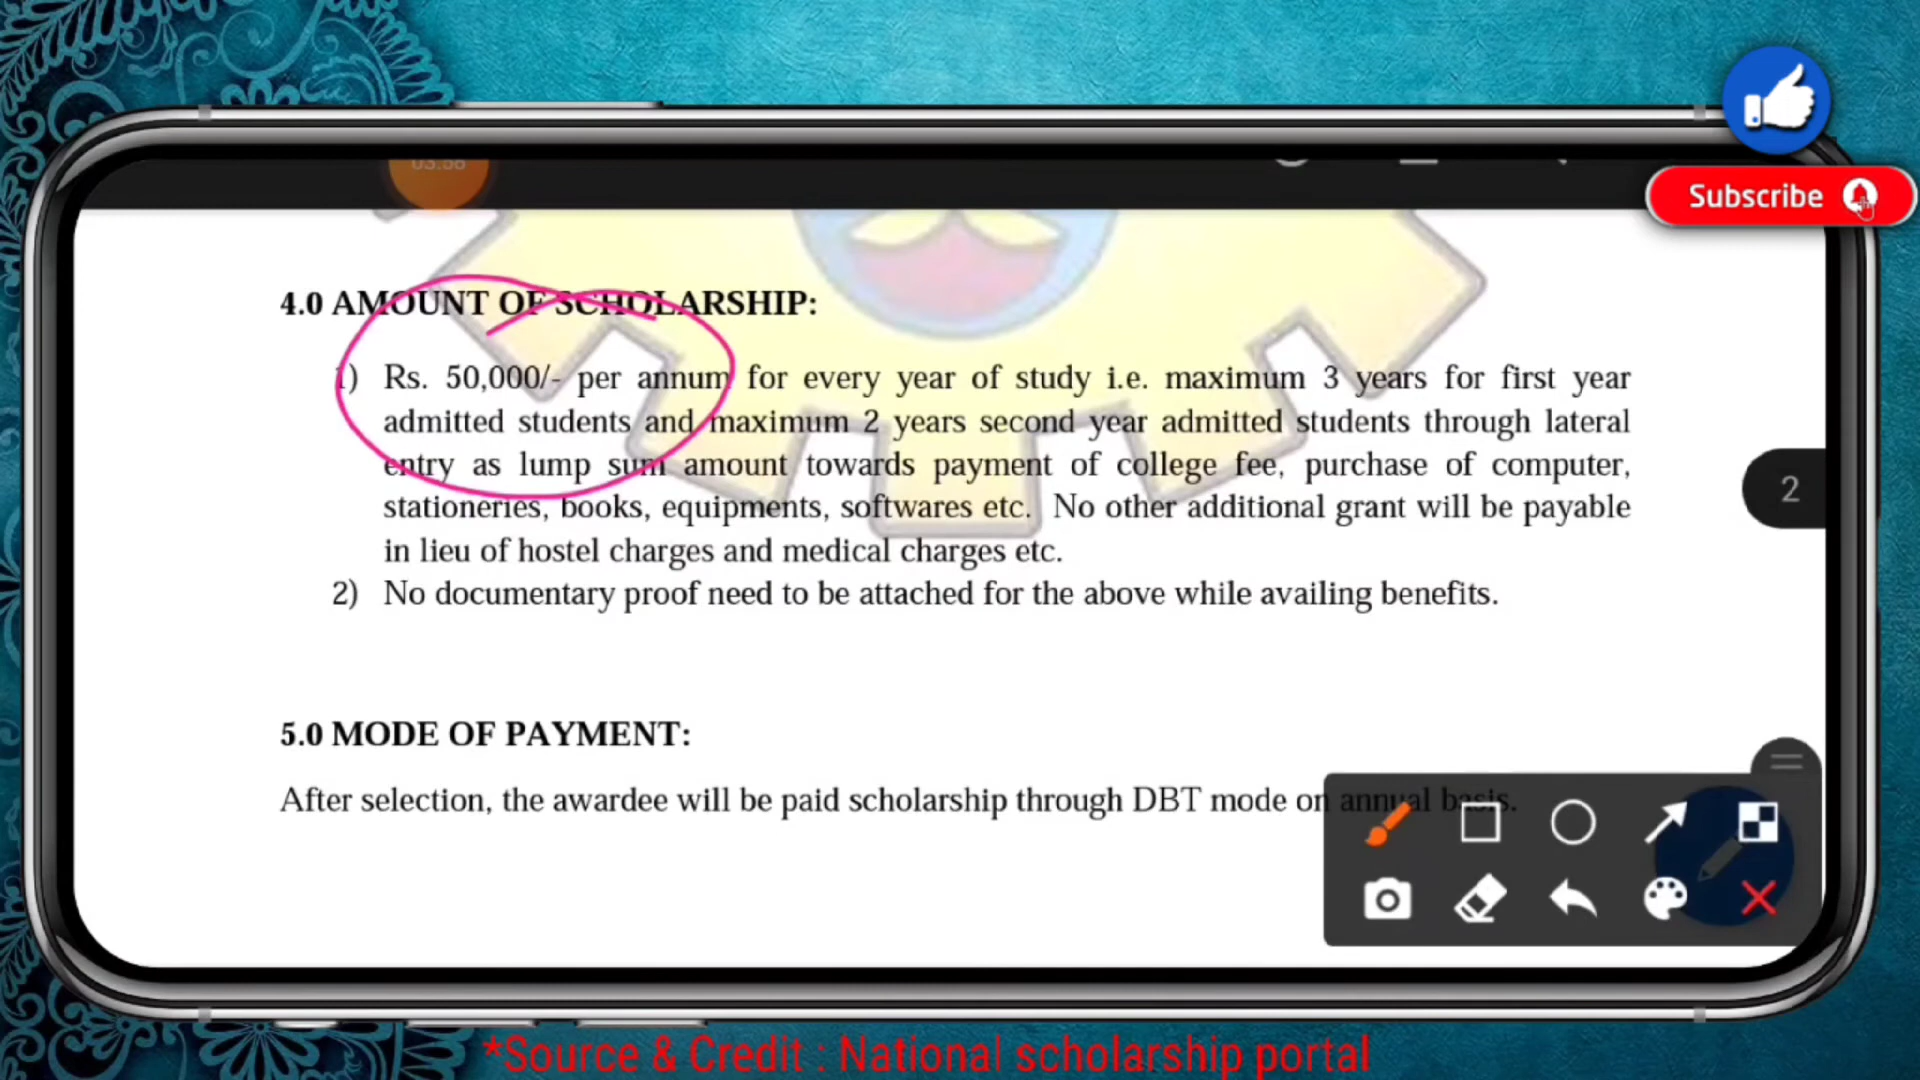 Subscribe
4.0 AMOUNT OF SCHOLARSHIP:
1) Rs. 50,000/- per annum for every year of study i.e. maximum 3 years for first year
admitted students and maximum 2 years second year admitted students through lateral
entry as lump sum amount towards payment of college fee, purchase of computer,
stationeries, books, equipments, softwares etc. No other additional grant will be payable
in lieu of hostel charges and medical charges etc.
2) No documentary proof need to be attached for the above while availing benefits.
2
5.0 MODE OF PAYMENT:
After selection, the awardee will be paid scholarship through DBT mode on annual basis.
*Source & Credit : National scholarship portal